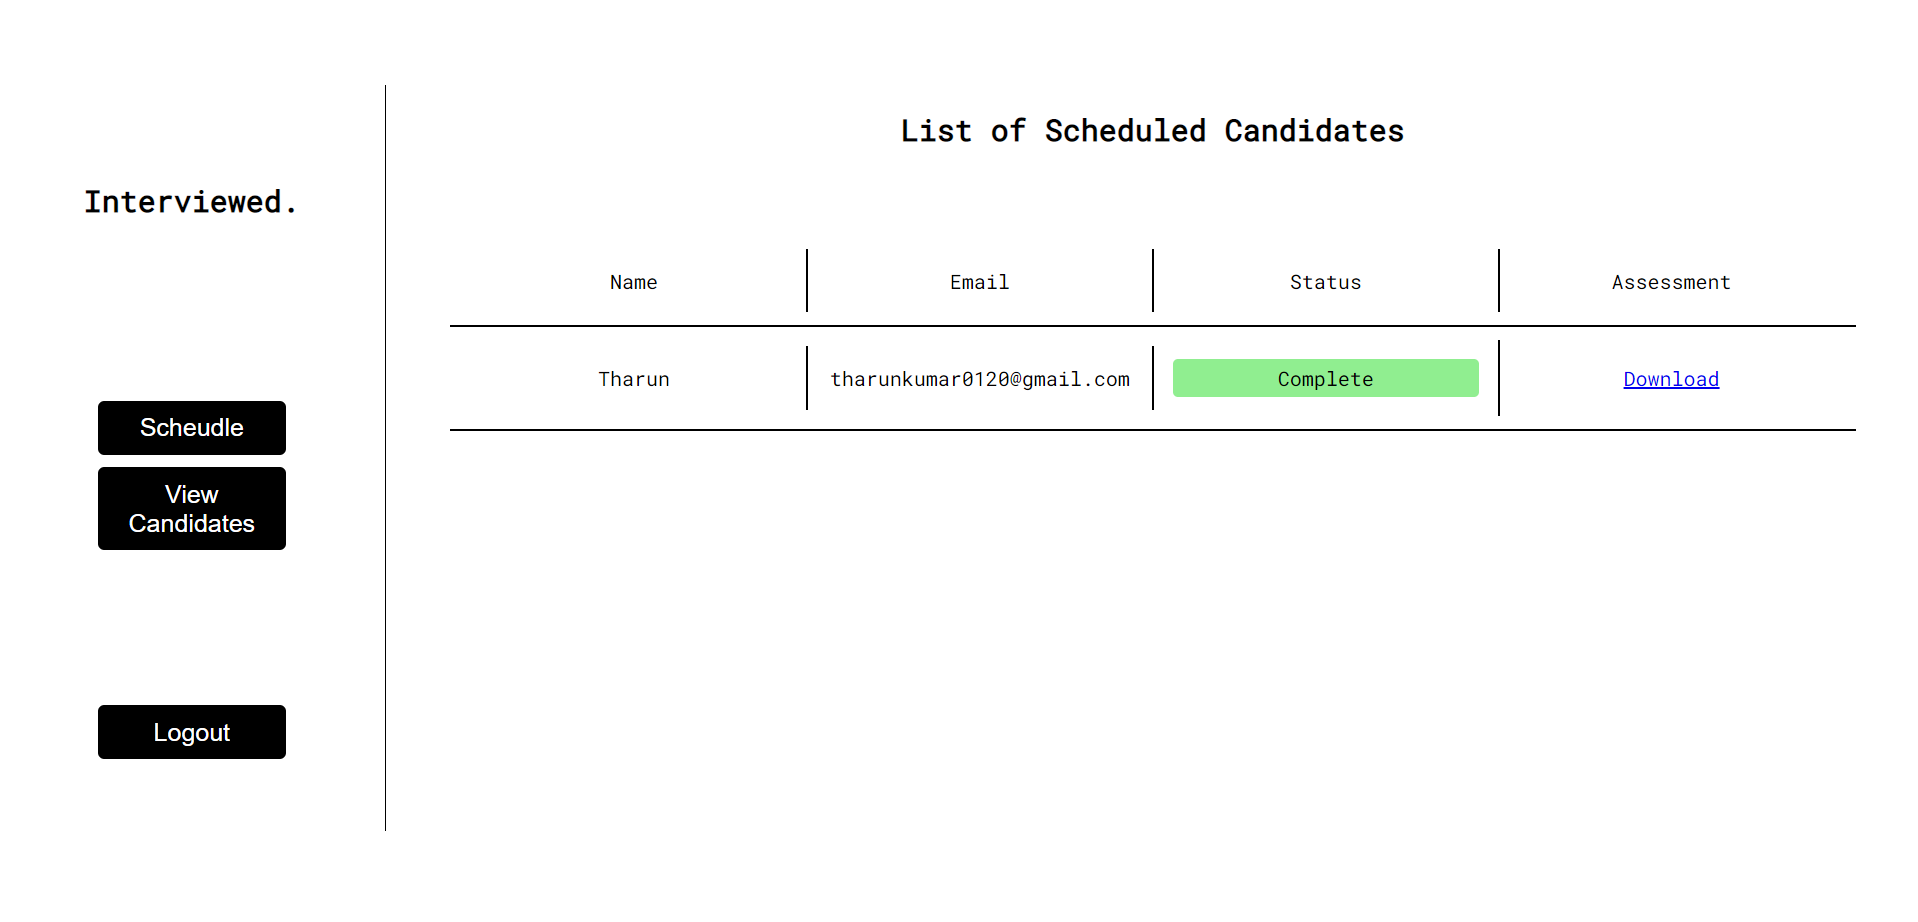 Interviewed.
Scheudle
View
Candidates
Logout
List of Scheduled Candidates
Name Email Status Assessment
Tharun tharunkumar0120@gmail.com Complete Download